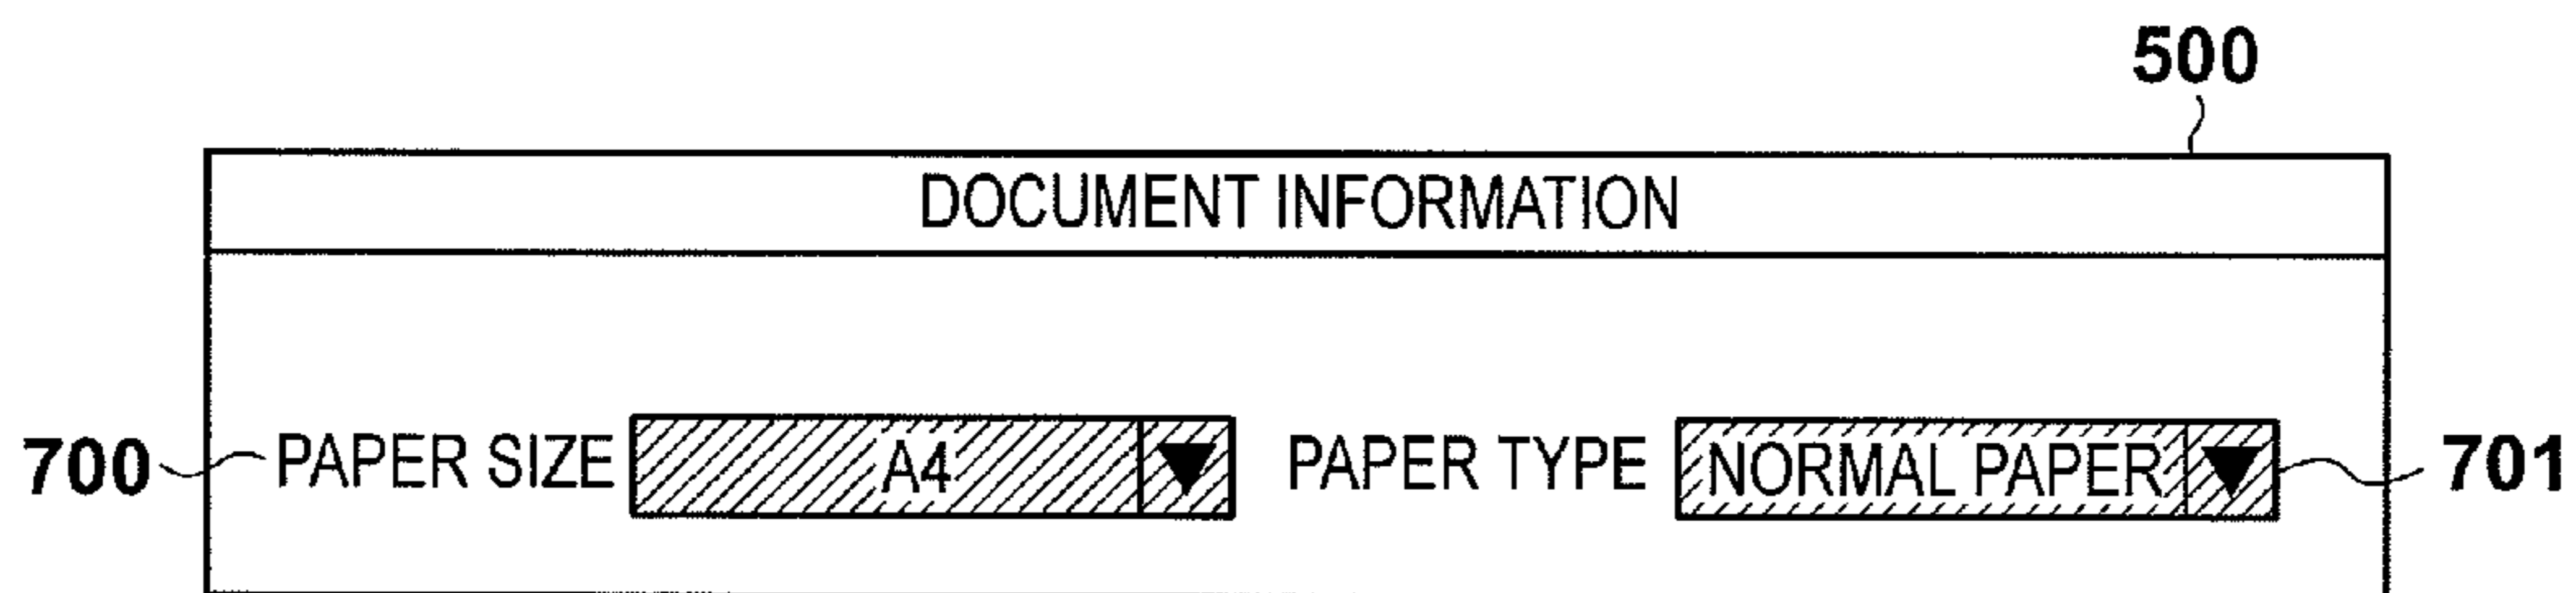 500
DOCUMENT INFORMATION
700 PAPER SIZE A4 PAPER TYPE NORMAL PAPER 701